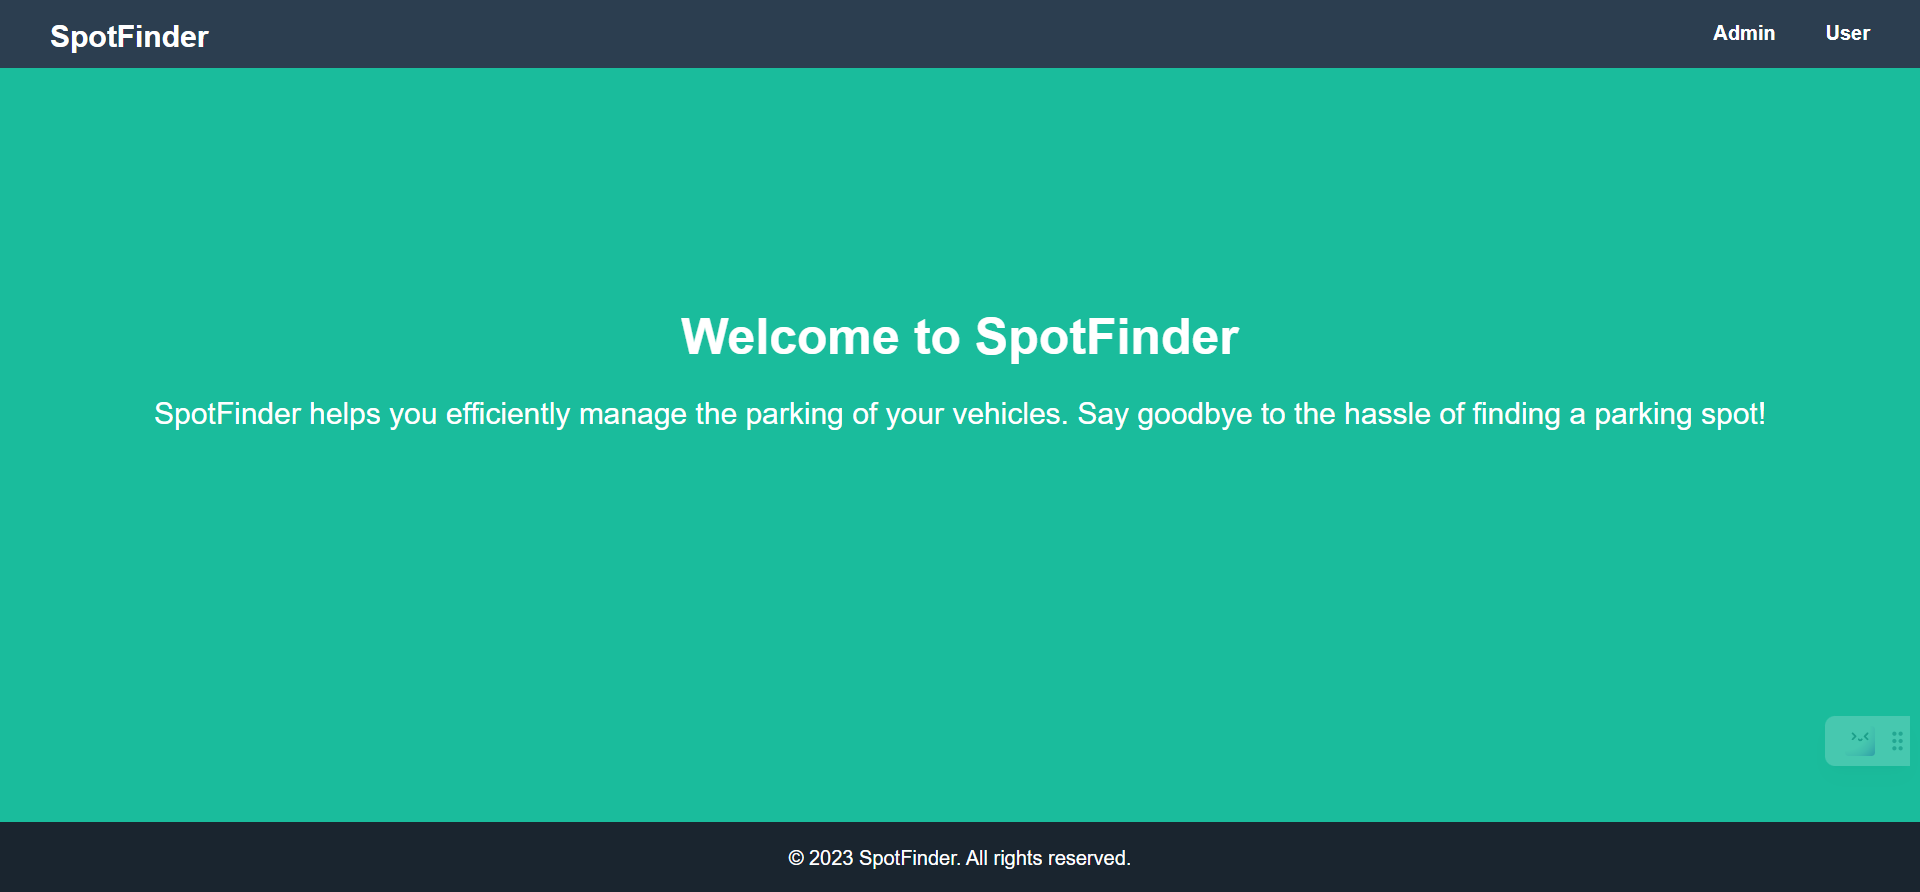 SpotFinder
Admin
User
Welcome to SpotFinder
SpotFinder helps you efficiently manage the parking of your vehicles. Say goodbye to the hassle of finding a parking spot!
© 2023 SpotFinder. All rights reserved.